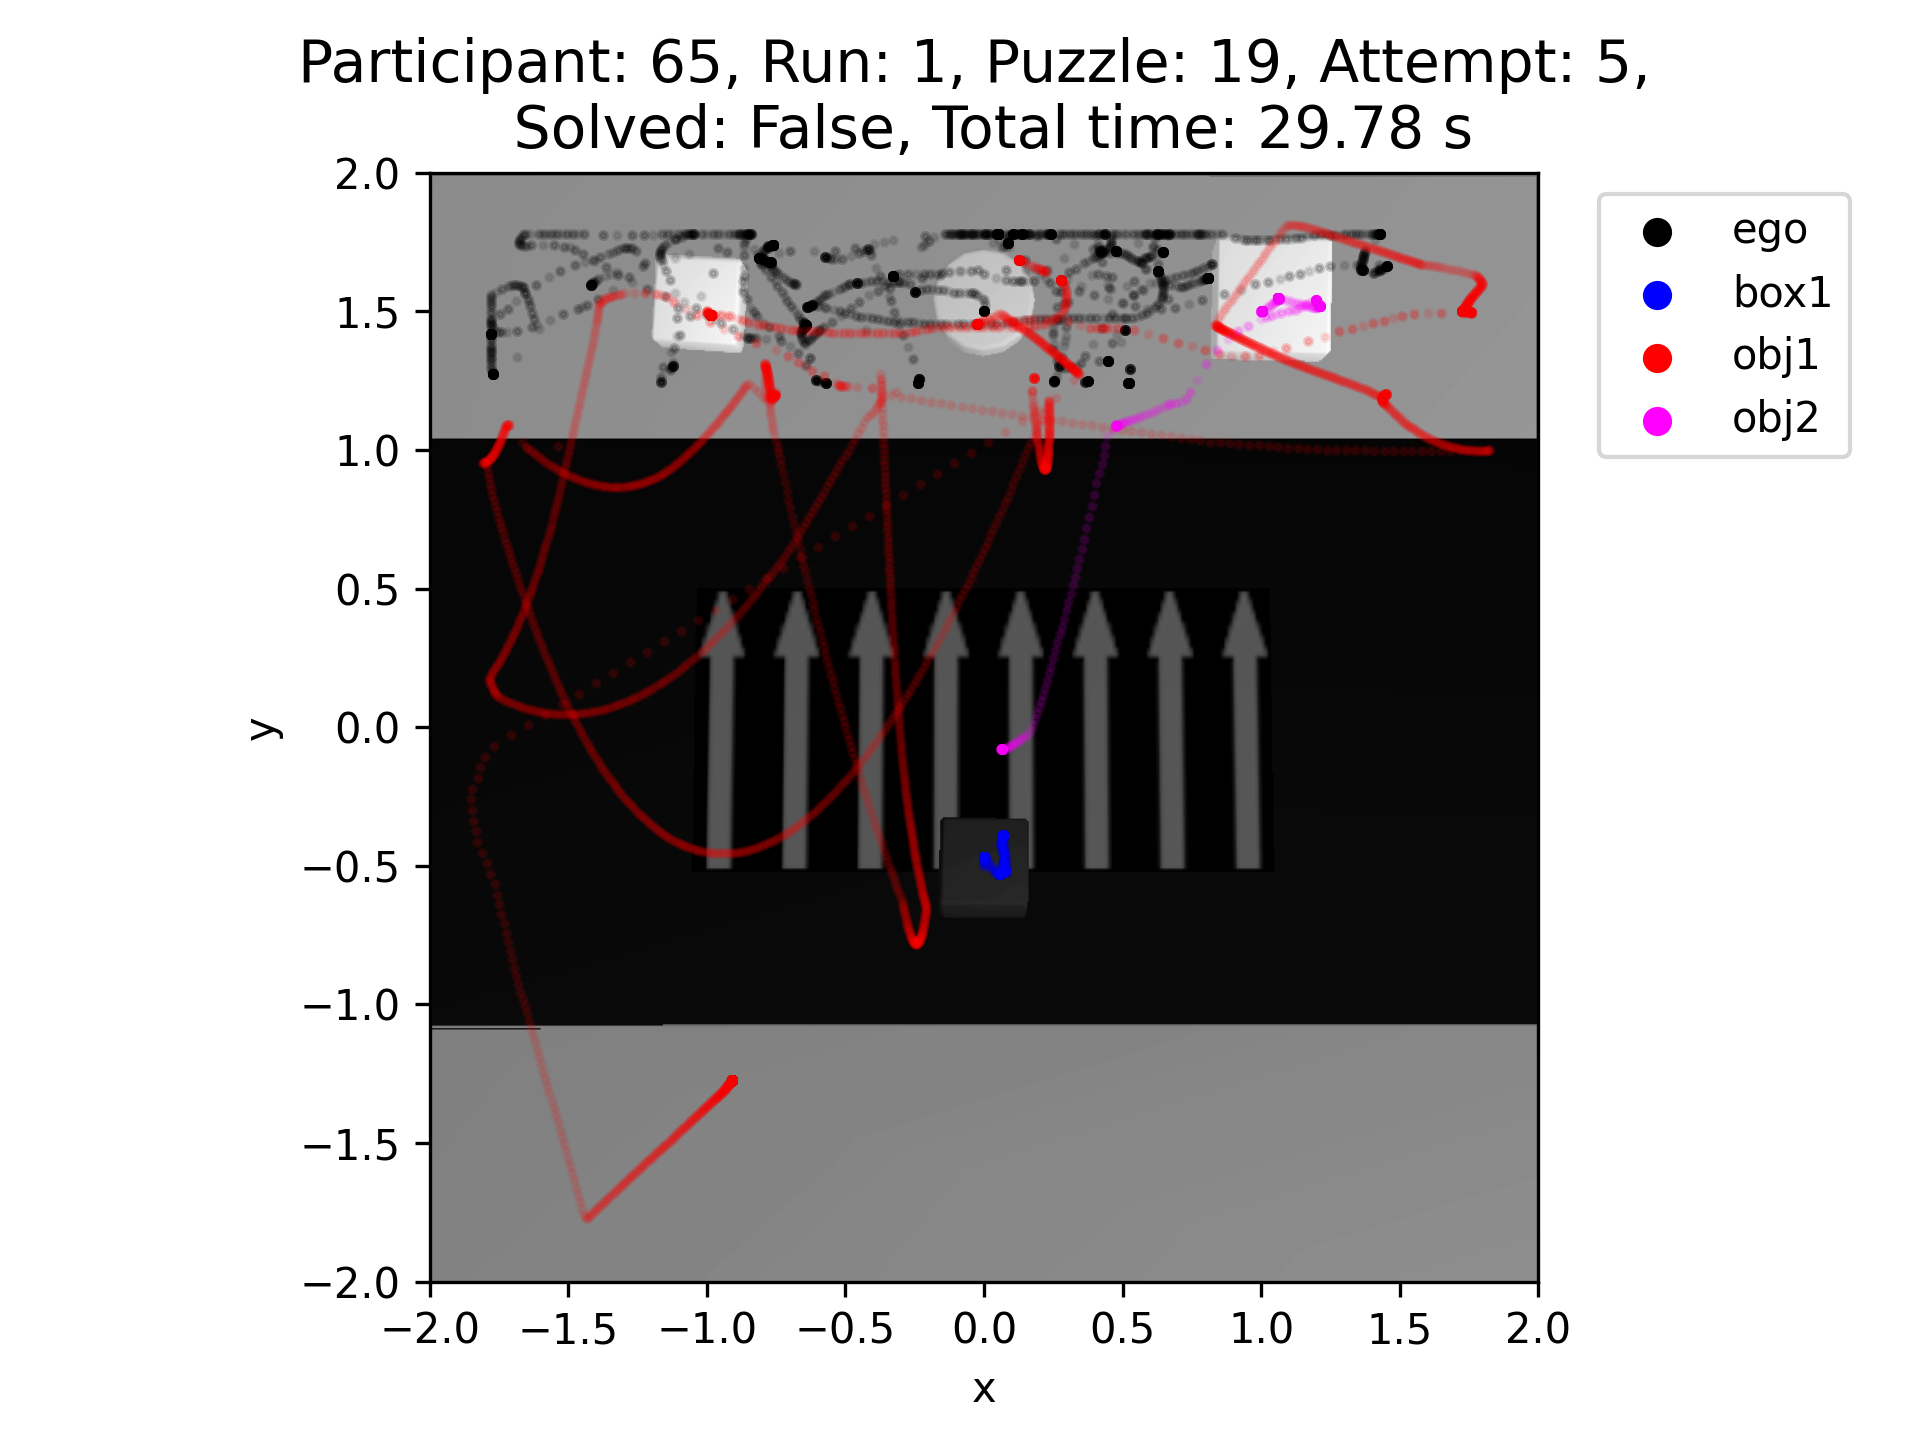 Participant: 65, Run: 1, Puzzle: 19, Attempt: 5,
Solved: False, Total time: 29.78 s
2.0
1.5
1.0
0.5
0.0
−0.5
−1.0
−1.5
−2.0
y
−2.0 −1.5 −1.0 −0.5 0.0 0.5 1.0 1.5 2.0
x
ego
box1
obj1
obj2